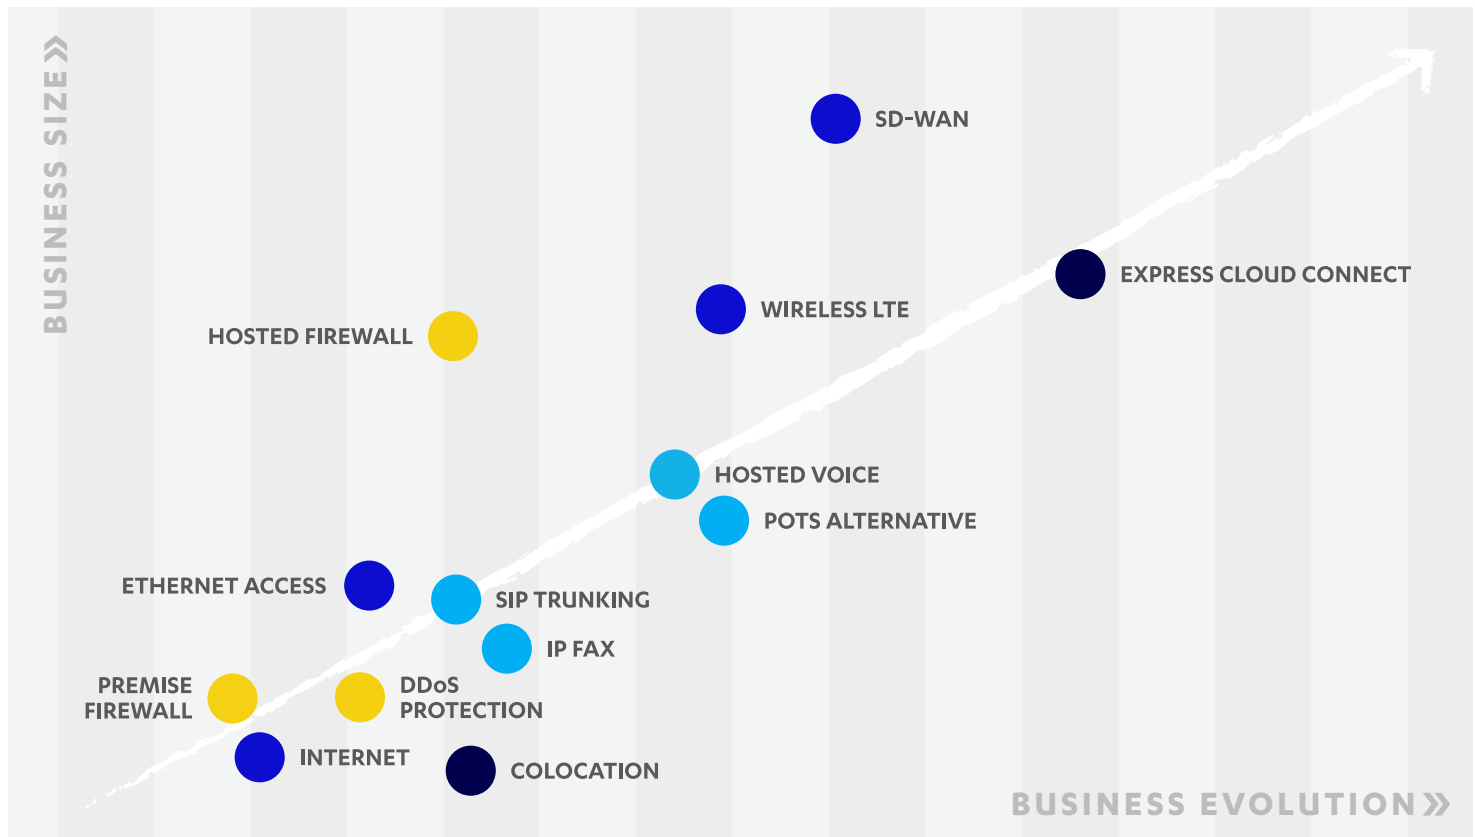 BUSINESS SIZE
SD-WAN
EXPRESS CLOUD CONNECT
WIRELESS LTE
HOSTED FIREWALL
HOSTED VOICE
POTS ALTERNATIVE
ETHERNET ACCESS
SIP TRUNKING
IP FAX
PREMISE
FIREWALL
DDoS
PROTECTION
INTERNET
COLOCATION
BUSINESS EVOLUTION